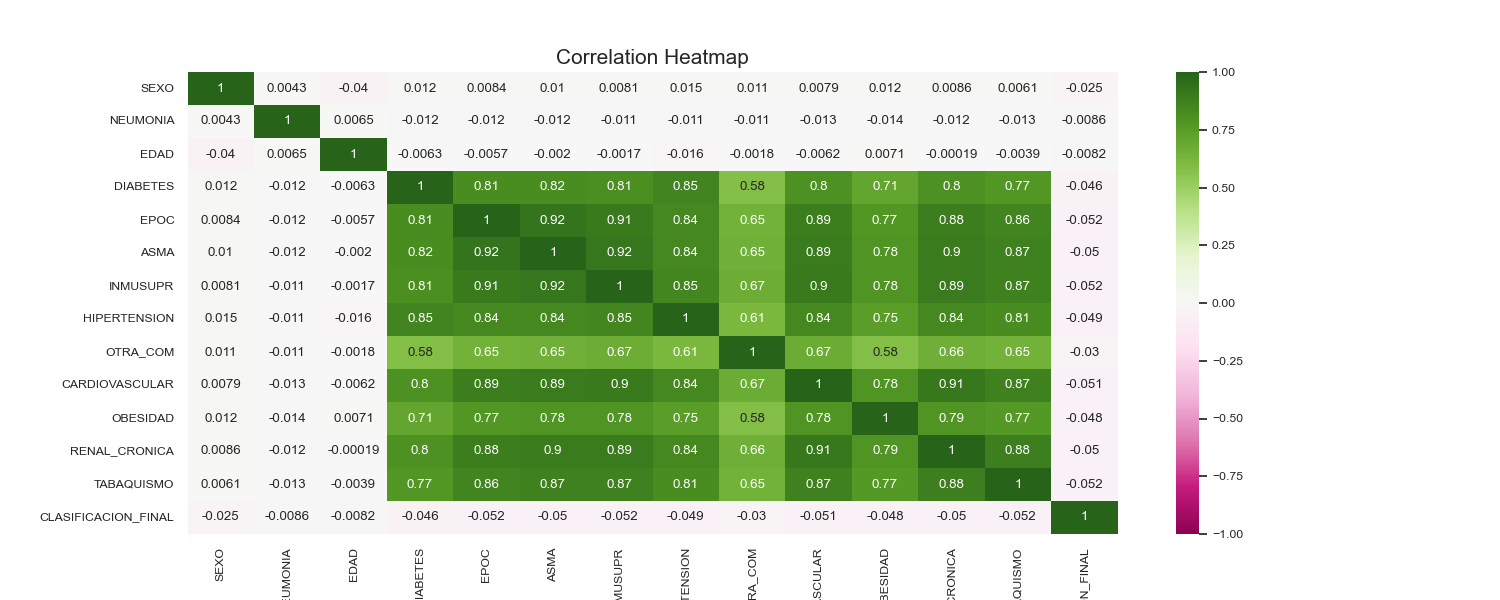 Correlation Heatmap
SEXO 1 0.0043 -0.04 0.012 0.0084 0.01 0.0081 0.015 0.011 0.0079 0.012 0.0086 0.0061 -0.025
NEUMONIA 0.0043 1 0.0065 -0.012 -0.012 -0.012 -0.011 -0.011 -0.011 -0.013 -0.014 -0.012 -0.013 -0.0086
EDAD -0.04 0.0065 1 -0.0063 -0.0057 -0.002 -0.0017 -0.016 -0.0018 -0.0062 0.0071 -0.00019 -0.0039 -0.0082
DIABETES 0.012 -0.012 -0.0063 1 0.81 0.82 0.81 0.85 0.58 0.8 0.71 0.8 0.77 -0.046
EPOC 0.0084 -0.012 -0.0057 0.81 1 0.92 0.91 0.84 0.65 0.89 0.77 0.88 0.86 -0.052
ASMA 0.01 -0.012 -0.002 0.82 0.92 1 0.92 0.84 0.65 0.89 0.78 0.9 0.87 -0.05
INMUSUPR 0.0081 -0.011 -0.0017 0.81 0.91 0.92 1 0.85 0.67 0.9 0.78 0.89 0.87 -0.052
HIPERTENSION 0.015 -0.011 -0.016 0.85 0.84 0.84 0.85 1 0.61 0.84 0.75 0.84 0.81 -0.049
OTRA_COM 0.011 -0.011 -0.0018 0.58 0.65 0.65 0.67 0.61 1 0.67 0.58 0.66 0.65 -0.03
CARDIOVASCULAR 0.0079 -0.013 -0.0062 0.8 0.89 0.89 0.9 0.84 0.67 1 0.78 0.91 0.87 -0.051
OBESIDAD 0.012 -0.014 0.0071 0.71 0.77 0.78 0.78 0.75 0.58 0.78 1 0.79 0.77 -0.048
RENAL_CRONICA 0.0086 -0.012 -0.00019 0.8 0.88 0.9 0.89 0.84 0.66 0.91 0.79 1 0.88 -0.05
TABAQUISMO 0.0061 -0.013 -0.0039 0.77 0.86 0.87 0.87 0.81 0.65 0.87 0.77 0.88 1 -0.052
CLASIFICACION_FINAL -0.025 -0.0086 -0.0082 -0.046 -0.052 -0.05 -0.052 -0.049 -0.03 -0.051 -0.048 -0.05 -0.052 1
SEXO
EUMONIA
EDAD
IABETES
EPOC
ASMA
MUSUPR
TENSION
RA_COM
SCULAR
BESIDAD
CRONICA
QUISMO
N_FINAL
1.00
0.75
0.50
0.25
0.00
−0.25
−0.50
−0.75
−1.00